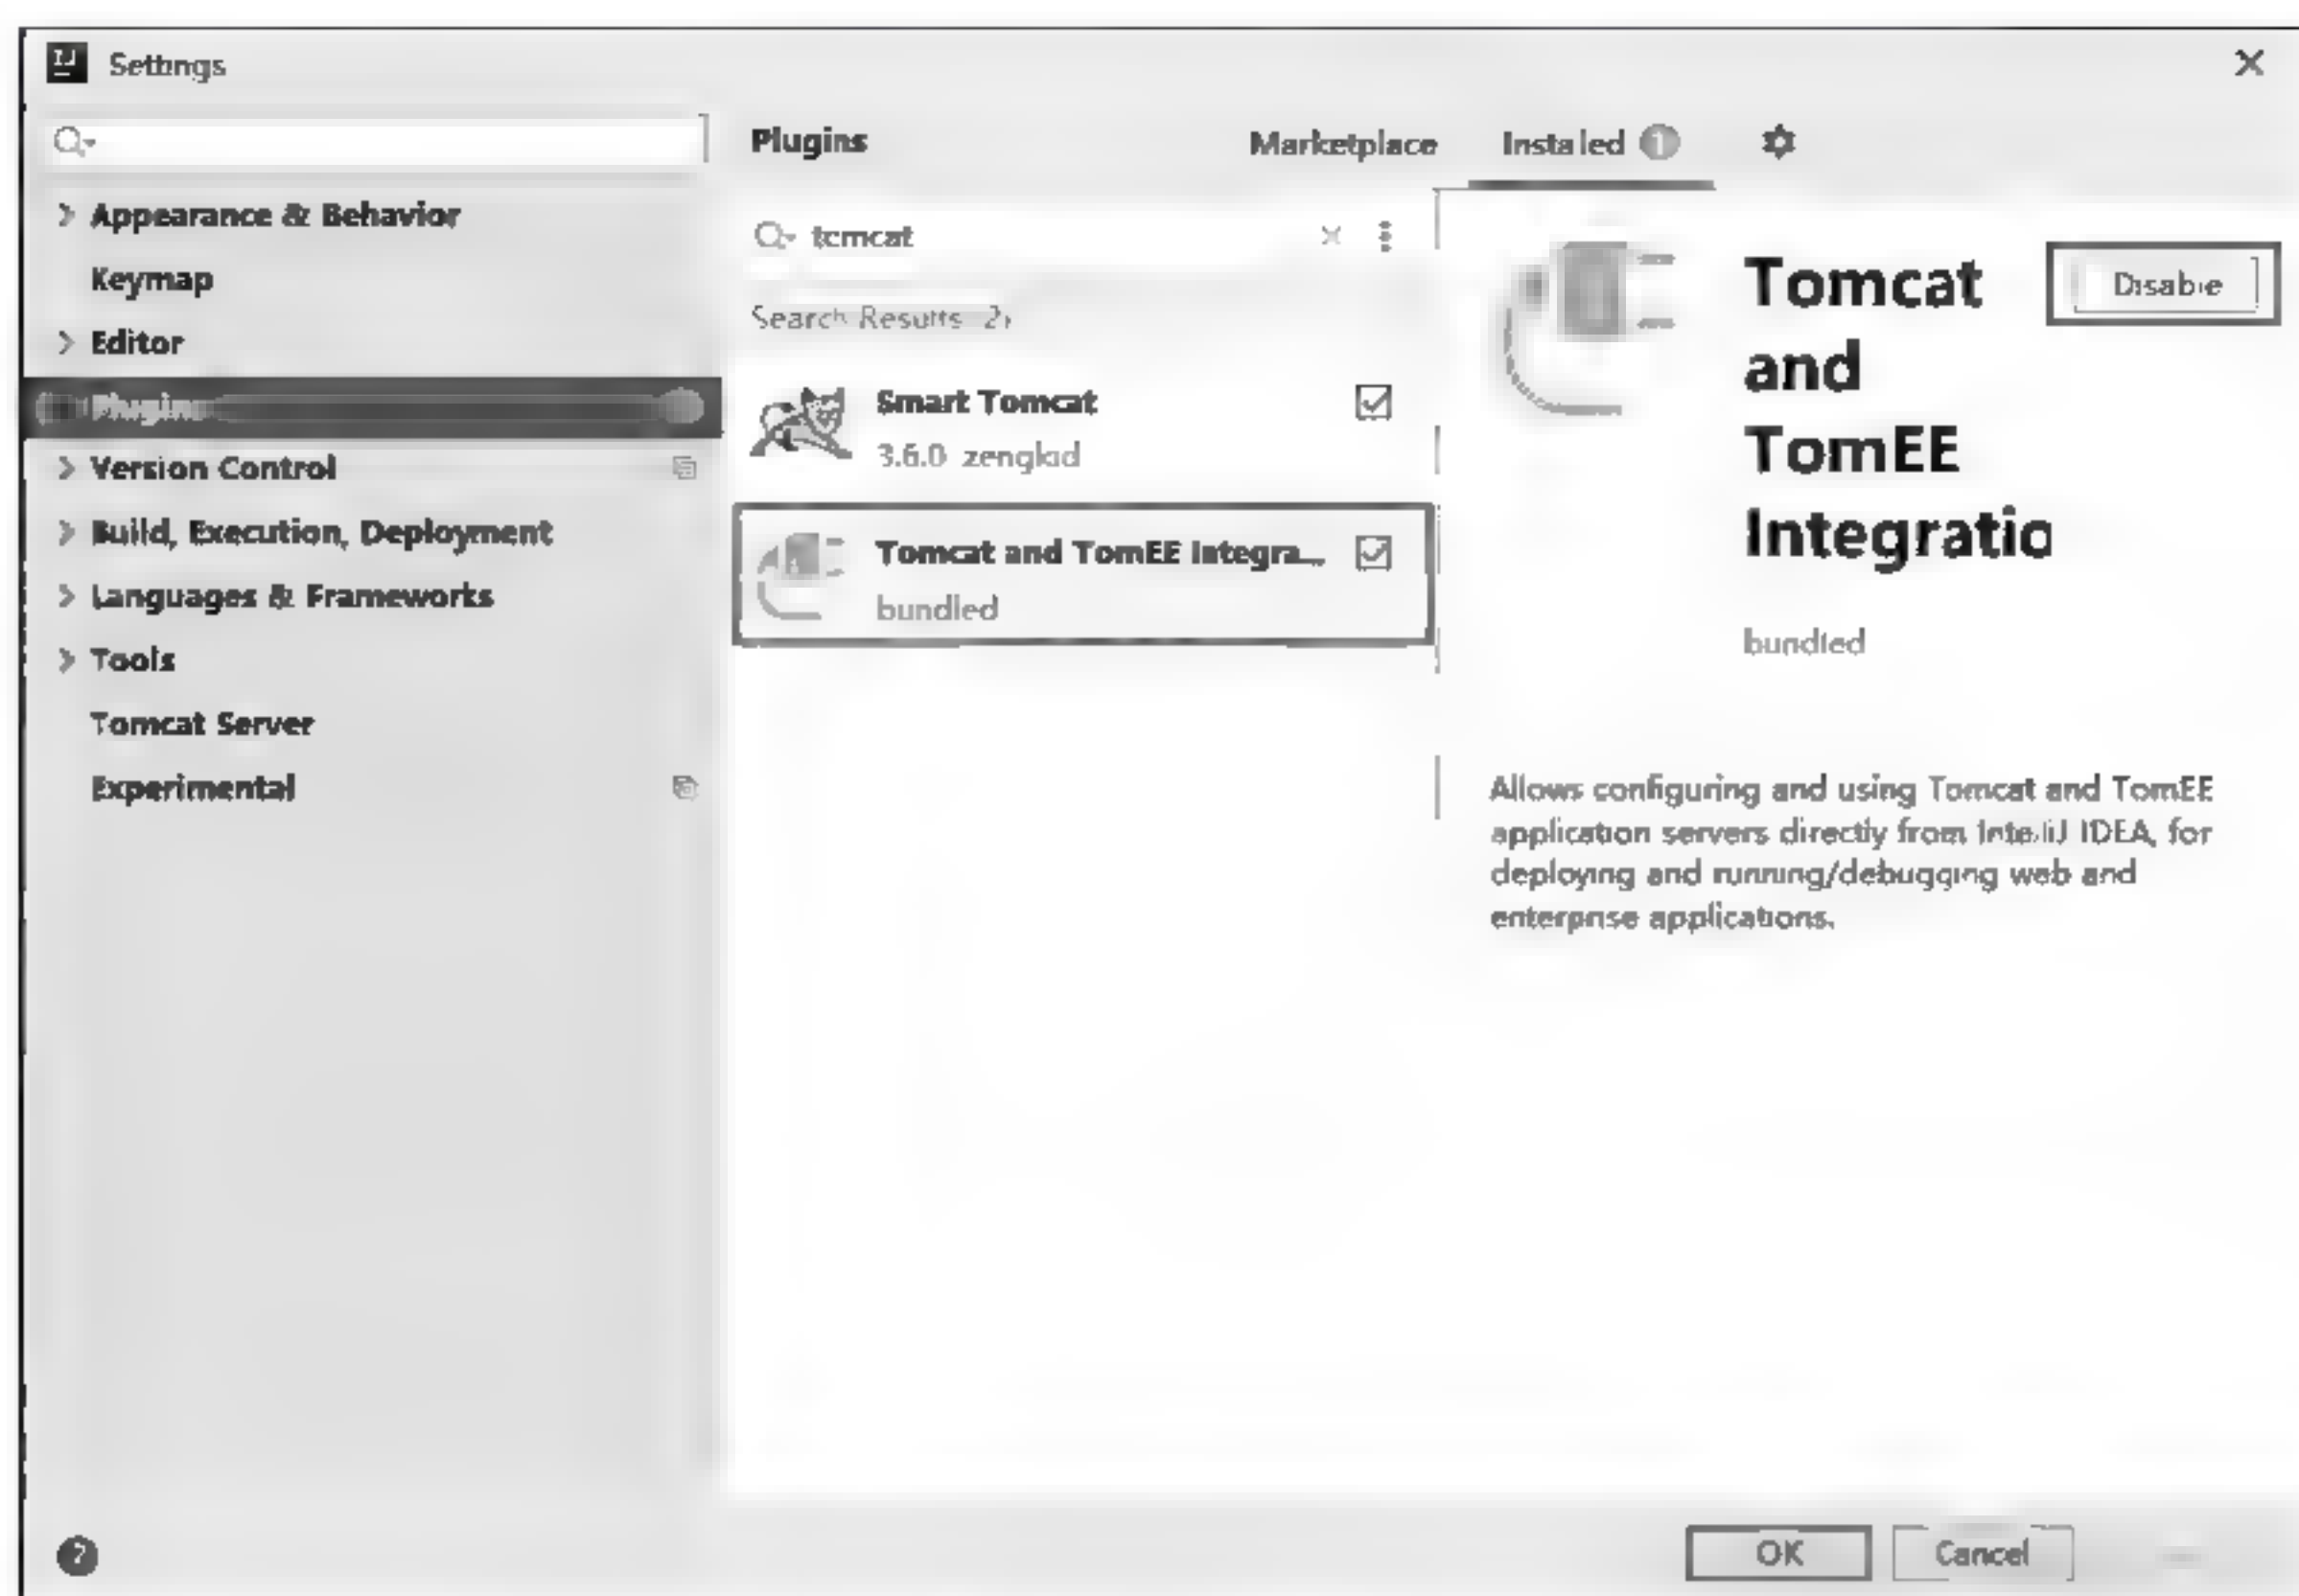 Settings
Plugins
Marketplace
Installed 1
Appearance & Behavior
Keymap
Editor
Plugins
Version Control
Build, Execution, Deployment
Languages & Frameworks
Tools
Tomcat Server
Experimental
tomcat
Search Results
Smart Tomcat
3.6.0 zengkid
Tomcat and TomEE Integra...
bundled
Tomcat
and
TomEE
Integratio
Disable
bundled
Allows configuring and using Tomcat and TomEE
application servers directly from IntelliJ IDEA, for
deploying and running/debugging web and
enterprise applications.
?
OK
Cancel